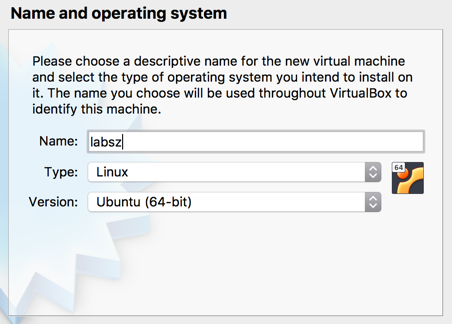 Name and operating system
Please choose a descriptive name for the new virtual machine
and select the type of operating system you intend to install on
it. The name you choose will be used throughout VirtualBox to
identify this machine.
Name: labsz
Type: Linux
64
Version: Ubuntu (64-bit)